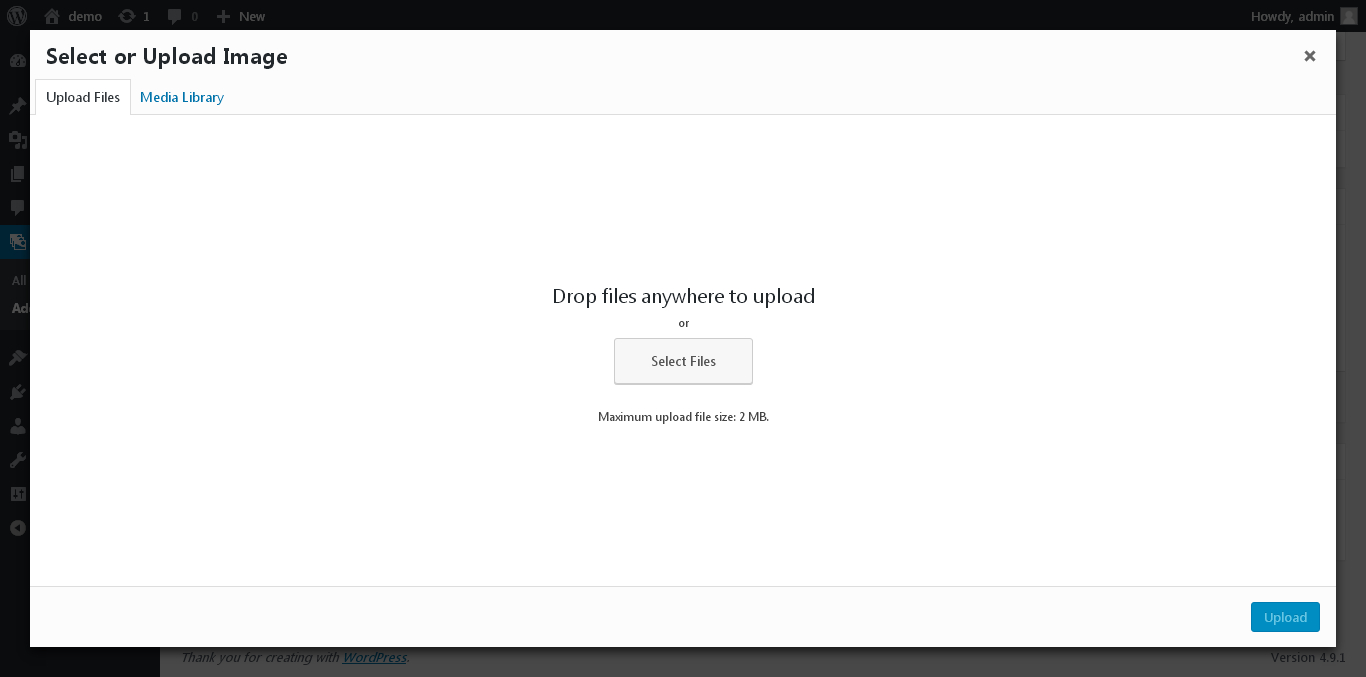 demo 1 0 New Howdy, admin
Select or Upload Image
Upload Files Media Library
Drop files anywhere to upload
or
Select Files
Maximum upload file size: 2 MB.
All
Upload
Thank you for creating with WordPress. Version 4.9.1